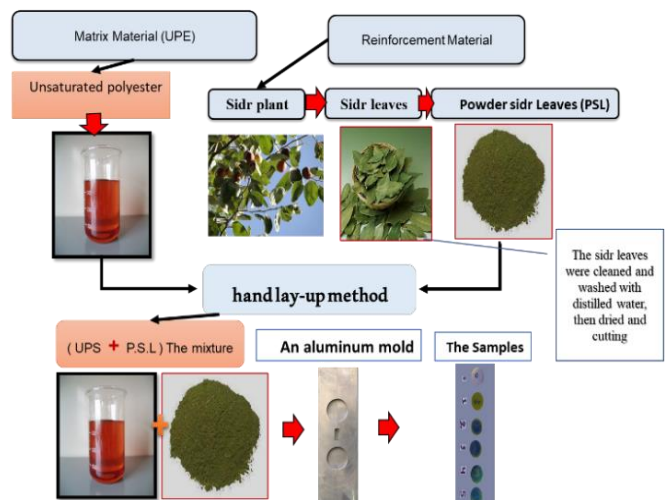 Matrix Material (UPE)
Reinforcement Material
Unsaturated polyester
Sidr plant
Sidr leaves
Powder sidr Leaves (PSL)
The sidr leaves
were cleaned and
washed with
distilled water,
then dried and
cutting
hand lay-up method
( UPS + P.S.L ) The mixture
An aluminum mold
The Samples
+